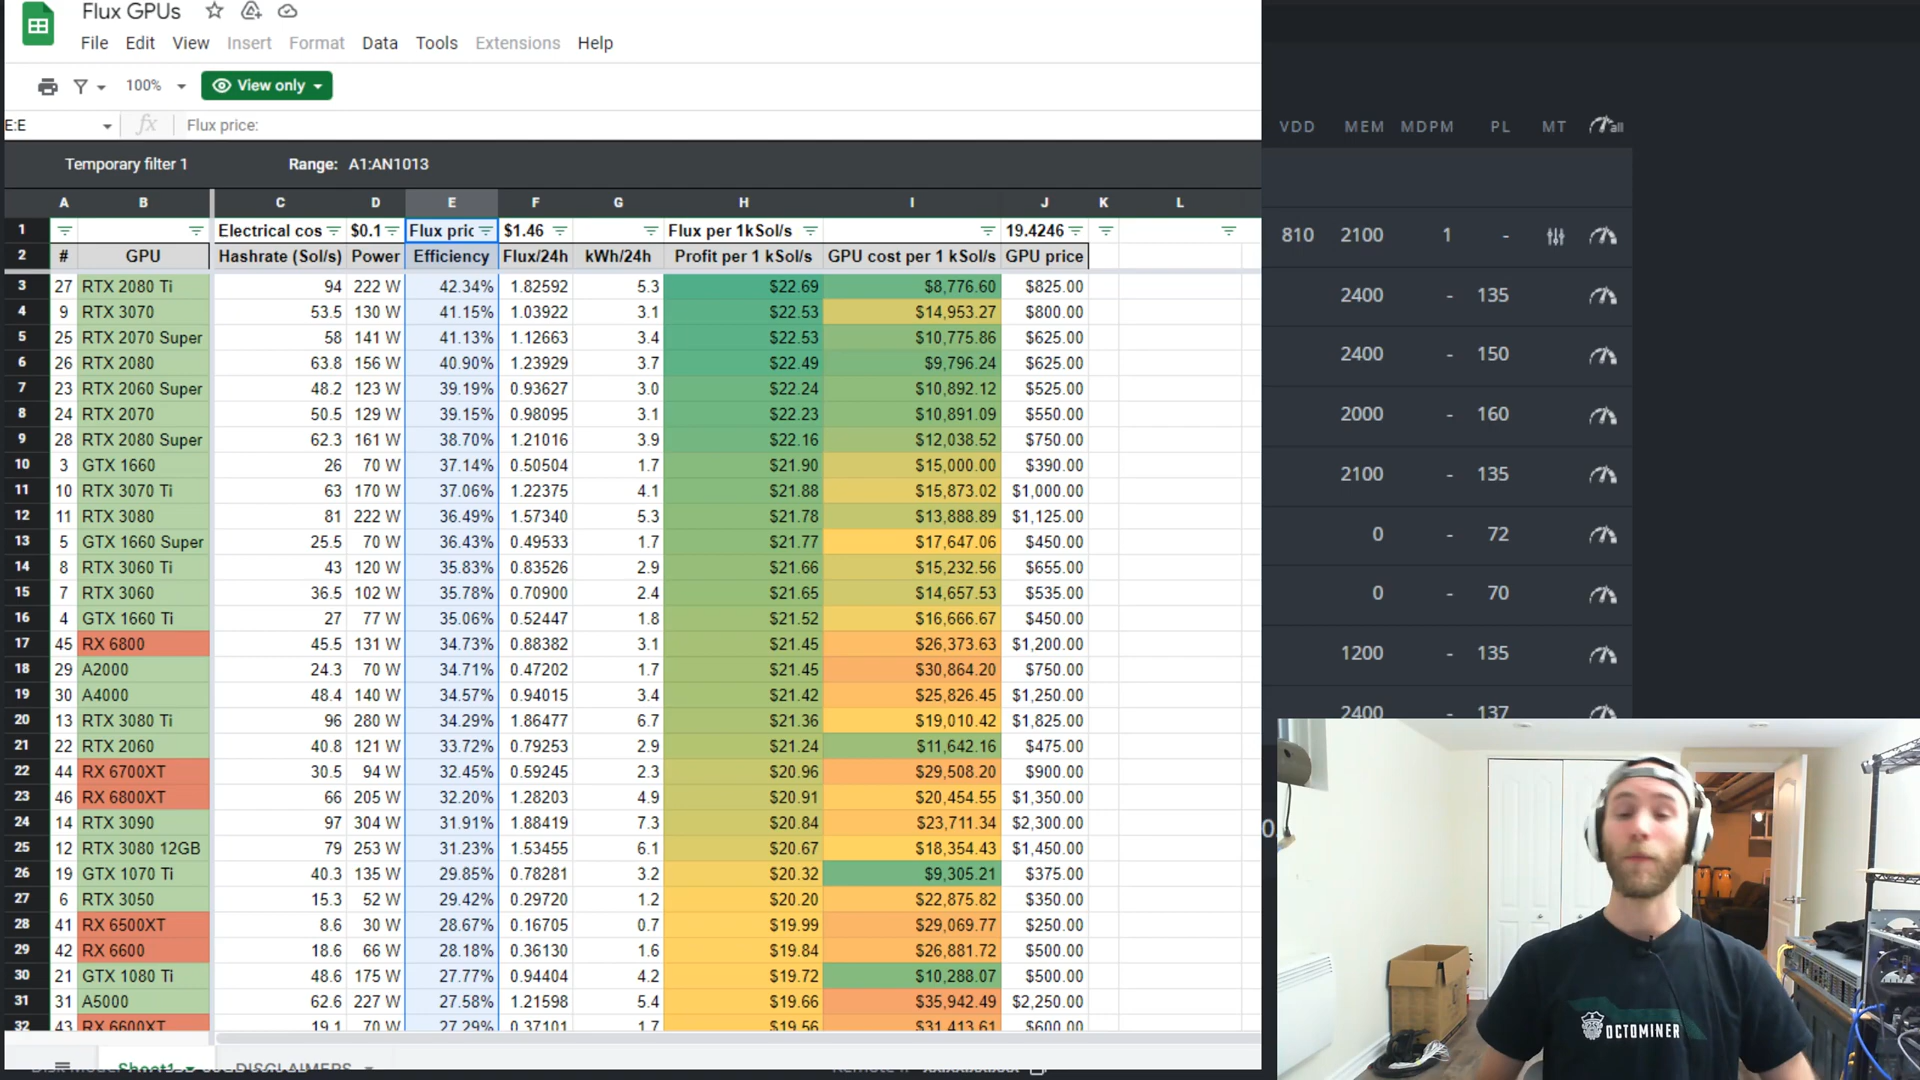 Flux GPUs
File Edit View Insert Format Data Tools Extensions Help
100% View only
E:E fx Flux price:
Temporary filter 1 Range: A1:AN1013
A B C D E F G H I J K L
1 Electrical cos $0.1 Flux pric $1.46 Flux per 1kSol/s 19.4246
2 # GPU Hashrate (Sol/s) Power Efficiency Flux/24h kWh/24h Profit per 1 kSol/s GPU cost per 1 kSol/s GPU price
3 27 RTX 2080 Ti 94 222 W 42.34% 1.82592 5.3 $22.69 $8,776.60 $825.00
4 9 RTX 3070 53.5 130 W 41.15% 1.03922 3.1 $22.53 $14,953.27 $800.00
5 25 RTX 2070 Super 58 141 W 41.13% 1.12663 3.4 $22.53 $10,775.86 $625.00
6 26 RTX 2080 63.8 156 W 40.90% 1.23929 3.7 $22.49 $9,796.24 $625.00
7 23 RTX 2060 Super 48.2 123 W 39.19% 0.93627 3.0 $22.24 $10,892.12 $525.00
8 24 RTX 2070 50.5 129 W 39.15% 0.98095 3.1 $22.23 $10,891.09 $550.00
9 28 RTX 2080 Super 62.3 161 W 38.70% 1.21016 3.9 $22.16 $12,038.52 $750.00
10 3 GTX 1660 26 70 W 37.14% 0.50504 1.7 $21.90 $15,000.00 $390.00
11 10 RTX 3070 Ti 63 170 W 37.06% 1.22375 4.1 $21.88 $15,873.02 $1,000.00
12 11 RTX 3080 81 222 W 36.49% 1.57340 5.3 $21.78 $13,888.89 $1,125.00
13 5 GTX 1660 Super 25.5 70 W 36.43% 0.49533 1.7 $21.77 $17,647.06 $450.00
14 8 RTX 3060 Ti 43 120 W 35.83% 0.83526 2.9 $21.66 $15,232.56 $655.00
15 7 RTX 3060 36.5 102 W 35.78% 0.70900 2.4 $21.65 $14,657.53 $535.00
16 4 GTX 1660 Ti 27 77 W 35.06% 0.52447 1.8 $21.52 $16,666.67 $450.00
17 45 RX 6800 45.5 131 W 34.73% 0.88382 3.1 $21.45 $26,373.63 $1,200.00
18 29 A2000 24.3 70 W 34.71% 0.47202 1.7 $21.45 $30,864.20 $750.00
19 30 A4000 48.4 140 W 34.57% 0.94015 3.4 $21.42 $25,826.45 $1,250.00
20 13 RTX 3080 Ti 96 280 W 34.29% 1.86477 6.7 $21.36 $19,010.42 $1,825.00
21 22 RTX 2060 40.8 121 W 33.72% 0.79253 2.9 $21.24 $11,642.16 $475.00
22 44 RX 6700XT 30.5 94 W 32.45% 0.59245 2.3 $20.96 $29,508.20 $900.00
23 46 RX 6800XT 66 205 W 32.20% 1.28203 4.9 $20.91 $20,454.55 $1,350.00
24 14 RTX 3090 97 304 W 31.91% 1.88419 7.3 $20.84 $23,711.34 $2,300.00
25 12 RTX 3080 12GB 79 253 W 31.23% 1.53455 6.1 $20.67 $18,354.43 $1,450.00
26 19 GTX 1070 Ti 40.3 135 W 29.85% 0.78281 3.2 $20.32 $9,305.21 $375.00
27 6 RTX 3050 15.3 52 W 29.42% 0.29720 1.2 $20.20 $22,875.82 $350.00
28 41 RX 6500XT 8.6 30 W 28.67% 0.16705 0.7 $19.99 $29,069.77 $250.00
29 42 RX 6600 18.6 66 W 28.18% 0.36130 1.6 $19.84 $26,881.72 $500.00
30 21 GTX 1080 Ti 48.6 175 W 27.77% 0.94404 4.2 $19.72 $10,288.07 $500.00
31 31 A5000 62.6 227 W 27.58% 1.21598 5.4 $19.66 $35,942.49 $2,250.00
32 43 RX 6600XT 19.1 70 W 27.29% 0.37101 1.7 $19.56 $31,413.61 $600.00
Sheet1 DISCLAIMERS
VDD MEM MDPM PL MT all
810 2100 1 -
2400 - 135
2400 - 150
2000 - 160
2100 - 135
0 - 72
0 - 70
1200 - 135
2400 - 137
0.
OCTOMINER